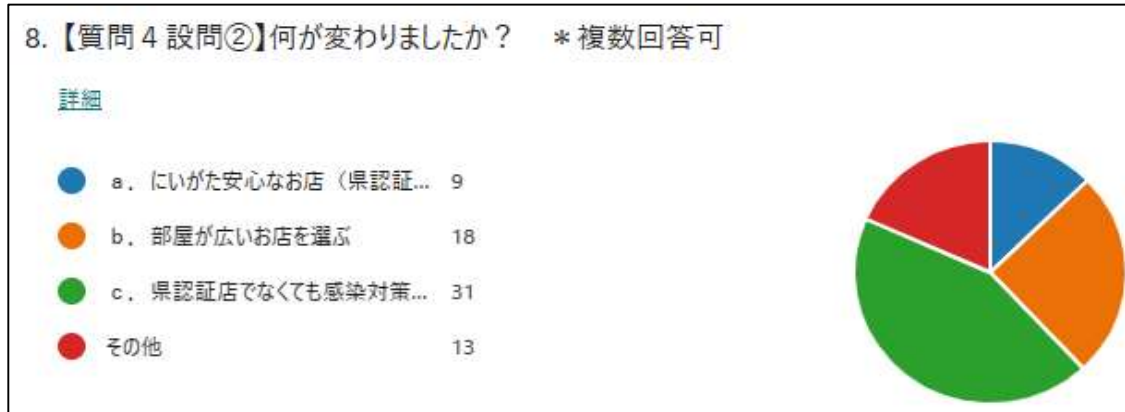 8. 【質問4 設問②】何が変わりましたか? *複数回答可
詳細
a. にいがた安心なお店(県認証... 9
b. 部屋が広いお店を選ぶ 18
c. 県認証店でなくても感染対策... 31
その他 13